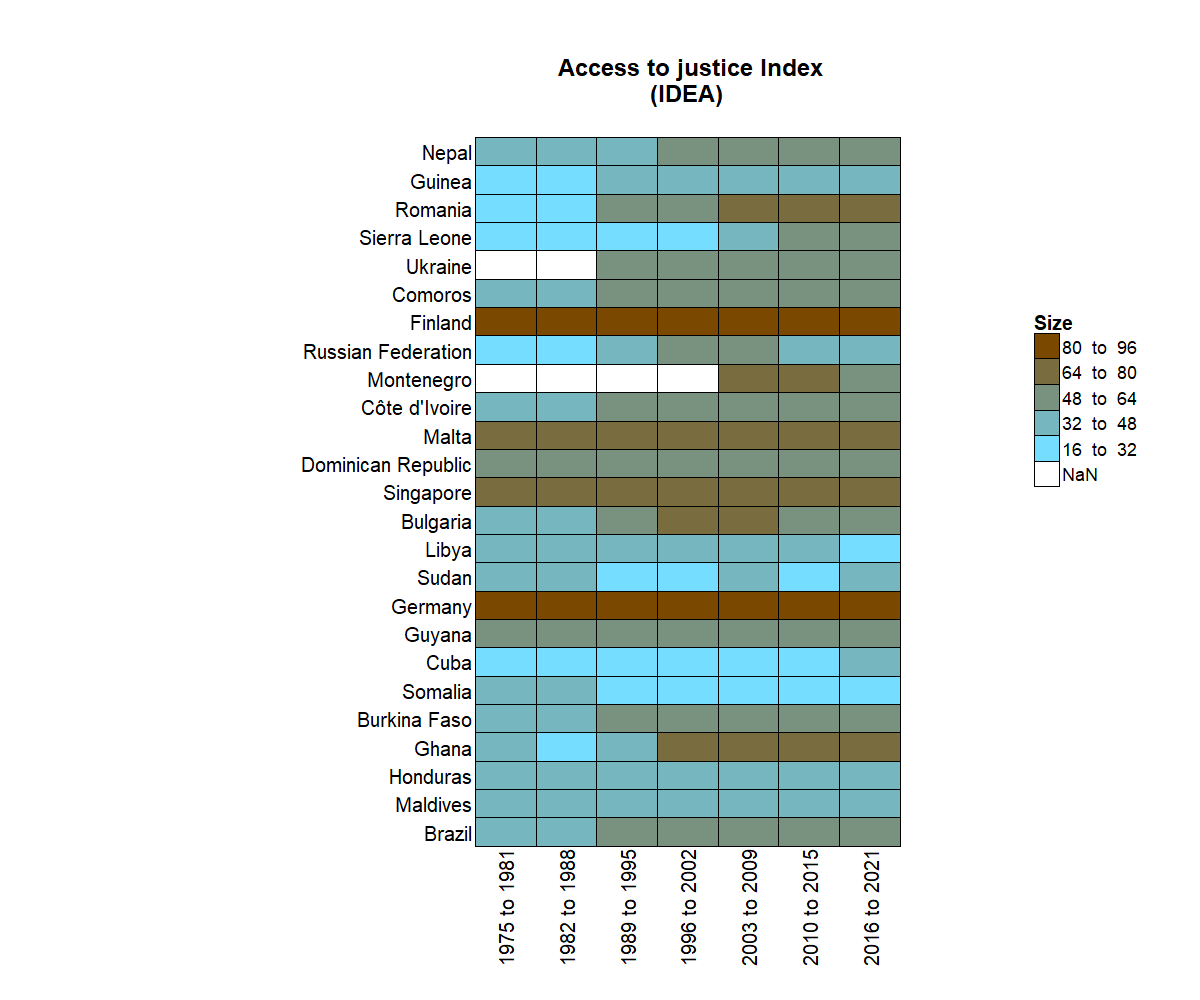 Access to justice Index
(IDEA)
Nepal
Guinea
Romania
Sierra Leone
Ukraine
Comoros
Finland
Russian Federation
Montenegro
Côte d'Ivoire
Malta
Dominican Republic
Singapore
Bulgaria
Libya
Sudan
Germany
Guyana
Cuba
Somalia
Burkina Faso
Ghana
Honduras
Maldives
Brazil
1975 to 1981
1982 to 1988
1989 to 1995
1996 to 2002
2003 to 2009
2010 to 2015
2016 to 2021
Size
80 to 96
64 to 80
48 to 64
32 to 48
16 to 32
NaN